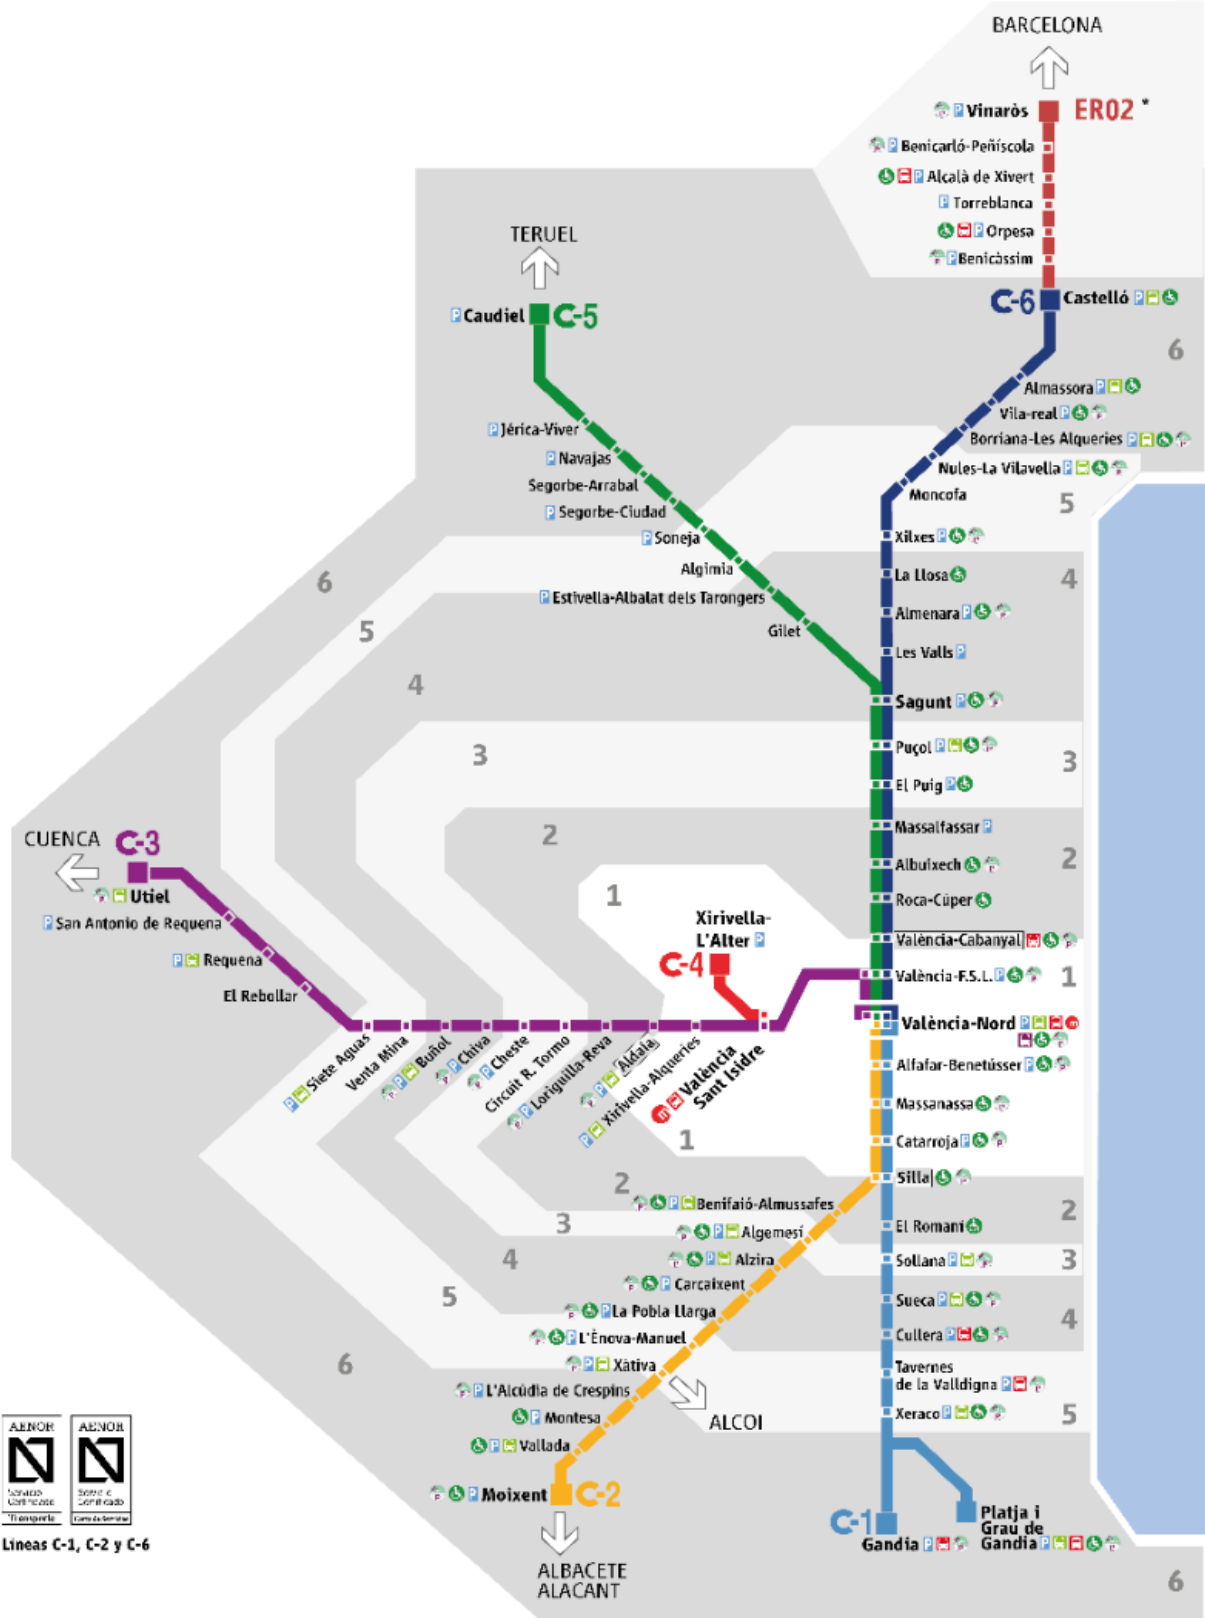 BARCELONA
Vinaròs
ER02 *
Benicarló-Peñíscola
Alcalà de Xivert
Torreblanca
Orpesa
Benicàssim
C-6
Castelló
6
Almassora
Vila-real
Borriana-Les Alqueries
Nules-La Vilavella
Moncofa
5
Xilxes
La Llosa
4
Almenara
Les Valls
Sagunt
Puçol
3
El Puig
Massalfassar
Albuixech
2
Roca-Cúper
València-Cabanyal
València-F.S.L.
1
València-Nord
Alfafar-Benetússer
Massanassa
Catarroja
Silla
2
El Romaní
Sollana
3
Sueca
4
Cullera
Tavernes
de la Valldigna
Xeraco
5
C-1
Gandia
Platja i
Grau de
Gandia
6
TERUEL
Caudiel
C-5
Jérica-Viver
Navajas
Segorbe-Arrabal
Segorbe-Ciudad
Soneja
Algimia
Estivella-Albalat dels Tarongers
Gilet
6
5
4
3
2
1
CUENCA
C-3
Utiel
San Antonio de Requena
Requena
El Rebollar
Siete Aguas
Venta Mina
Buñol
Chiva
Cheste
Circuit R. Tormo
Loriguilla-Reva
Aldaia
Xirivella-Alqueries
València
Sant Isidre
Xirivella-
L'Alter
C-4
1
2
3
4
5
6
Benifaió-Almussafes
Algemesí
Alzira
Carcaixent
La Pobla Llarga
L'Ènova-Manuel
Xàtiva
L'Alcúdia de Crespins
Montesa
Vallada
Moixent
C-2
ALCOI
ALBACETE
ALACANT
AENOR
AENOR
Líneas C-1, C-2 y C-6